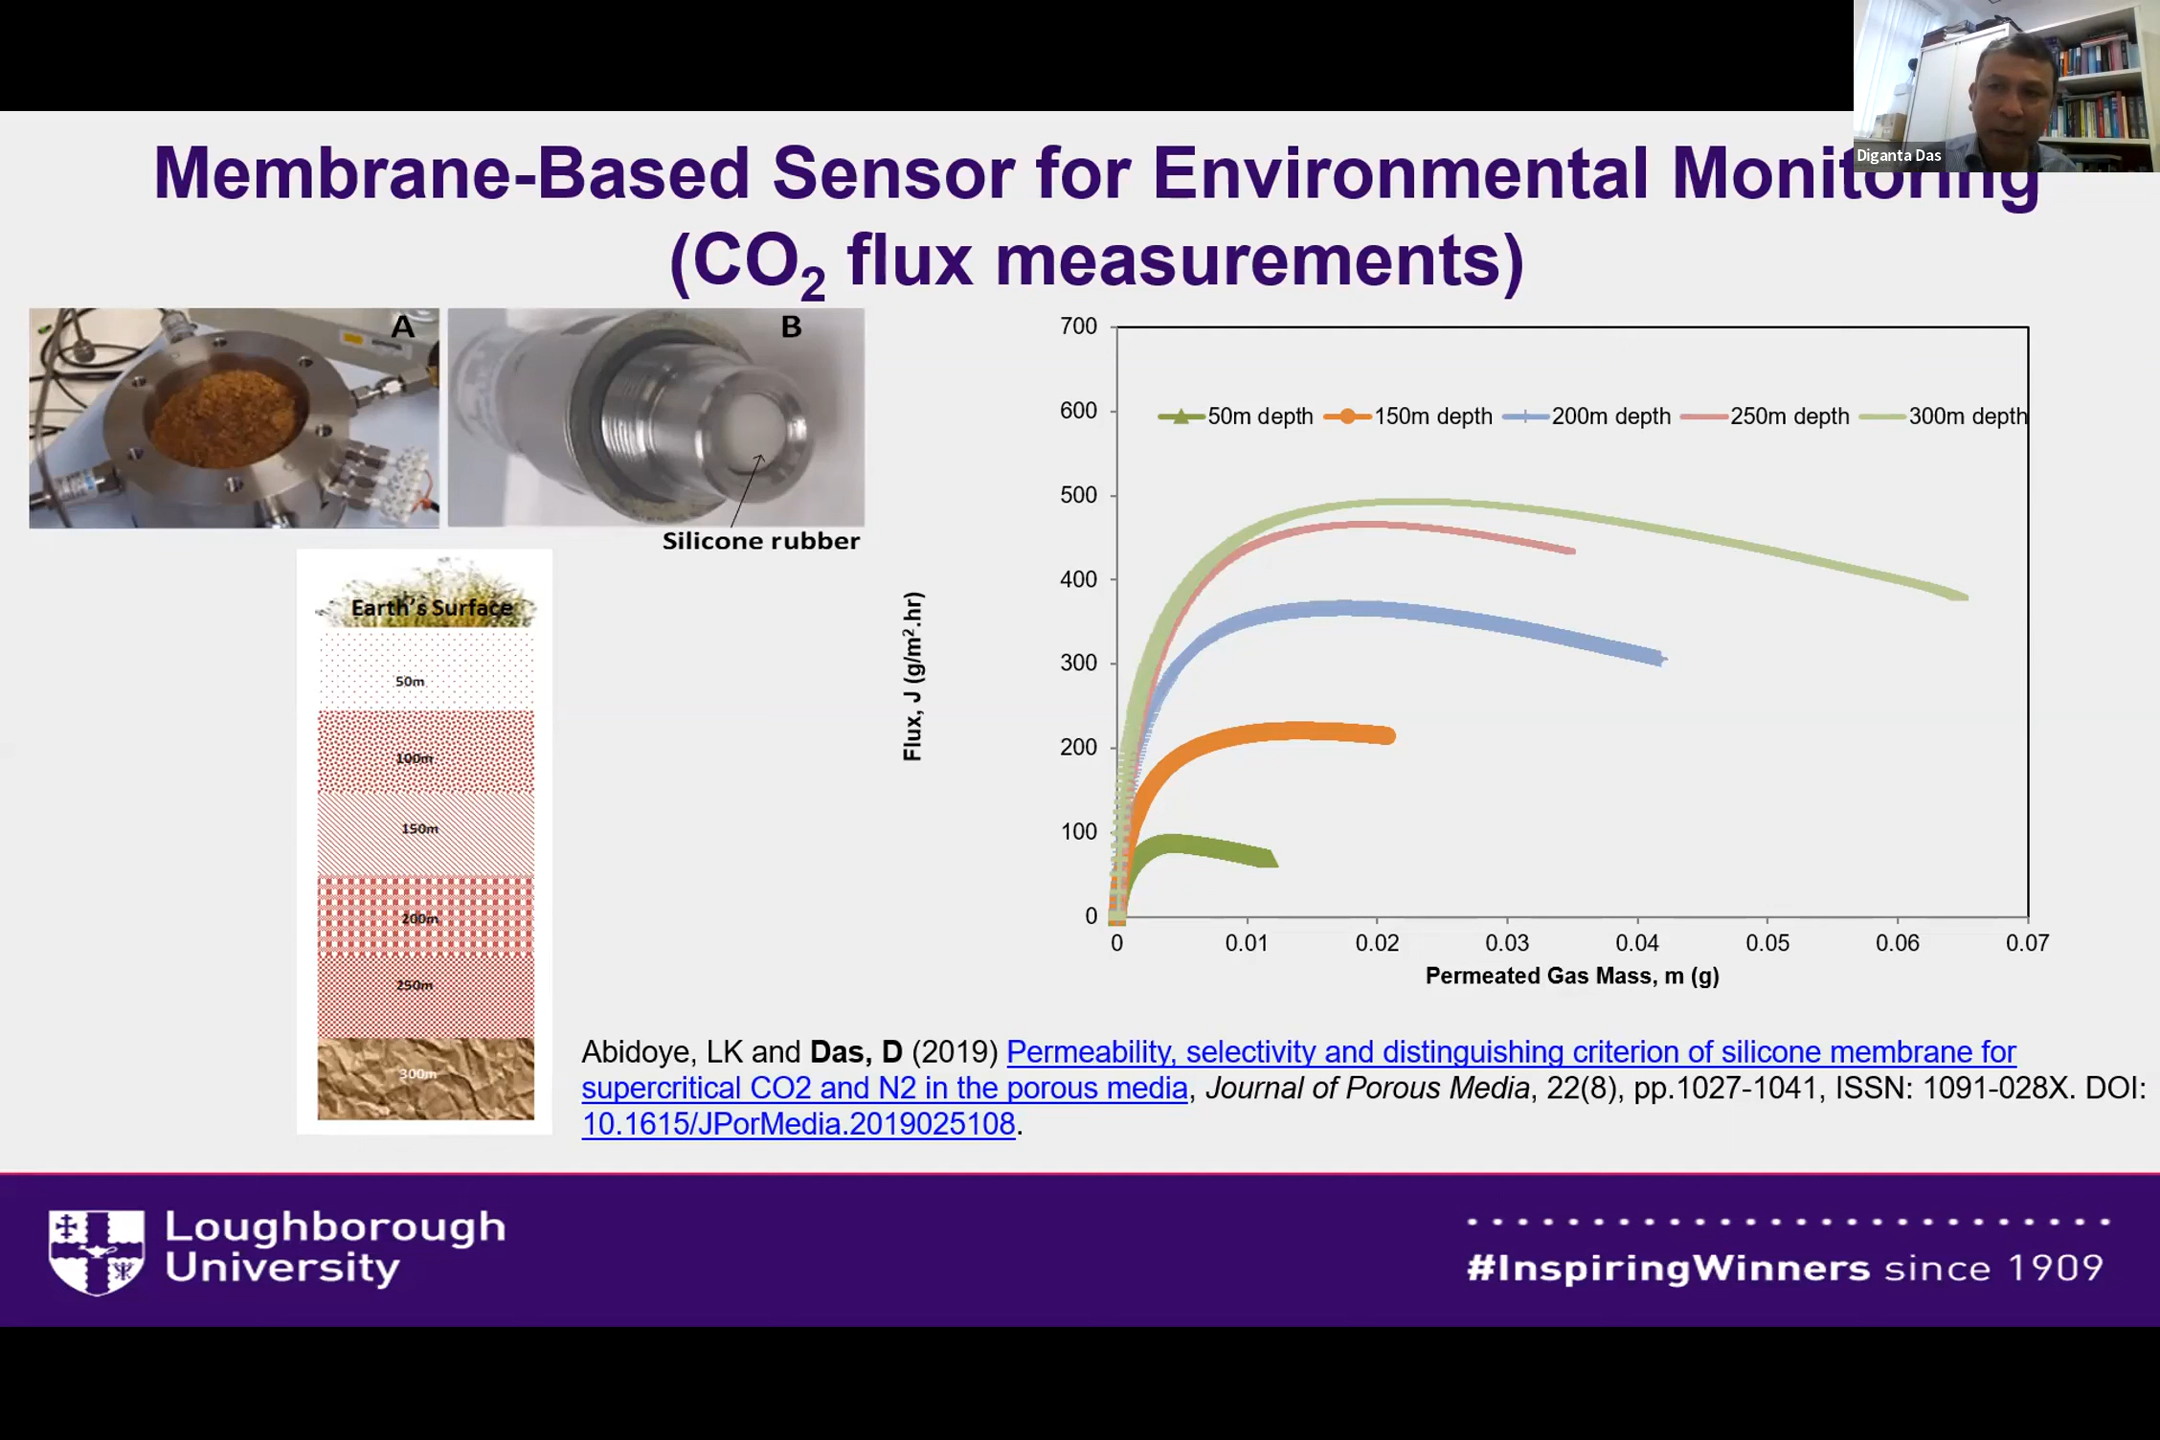 Diganta Das
Membrane-Based Sensor for Environmental Monitoring
(CO₂ flux measurements)
A
B
Silicone rubber
Earth's Surface
50m
100m
150m
200m
250m
300m
700
600
500
400
300
200
100
0
50m depth 150m depth 200m depth 250m depth 300m depth
Flux, J (g/m².hr)
0 0.01 0.02 0.03 0.04 0.05 0.06 0.07
Permeated Gas Mass, m (g)
Abidoye, LK and Das, D (2019) Permeability, selectivity and distinguishing criterion of silicone membrane for
supercritical CO2 and N2 in the porous media, Journal of Porous Media, 22(8), pp.1027-1041, ISSN: 1091-028X. DOI:
10.1615/JPorMedia.2019025108.
Loughborough
University
#InspiringWinners since 1909